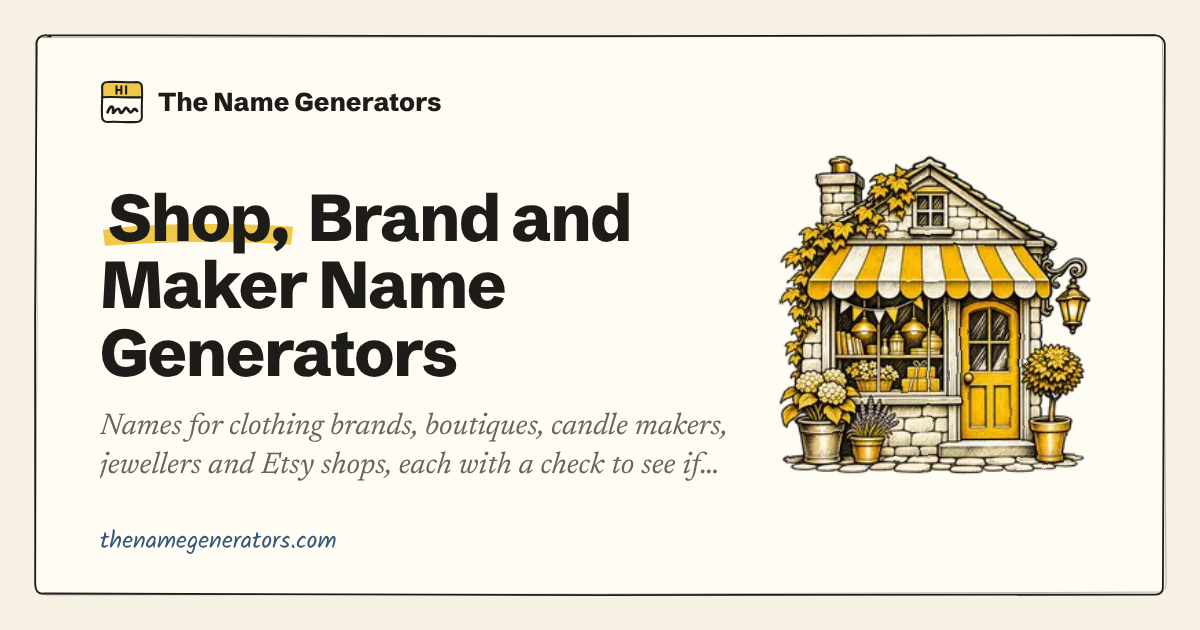 HI
The Name Generators
Shop, Brand and
Maker Name
Generators
Names for clothing brands, boutiques, candle makers,
jewellers and Etsy shops, each with a check to see if...
thenamegenerators.com